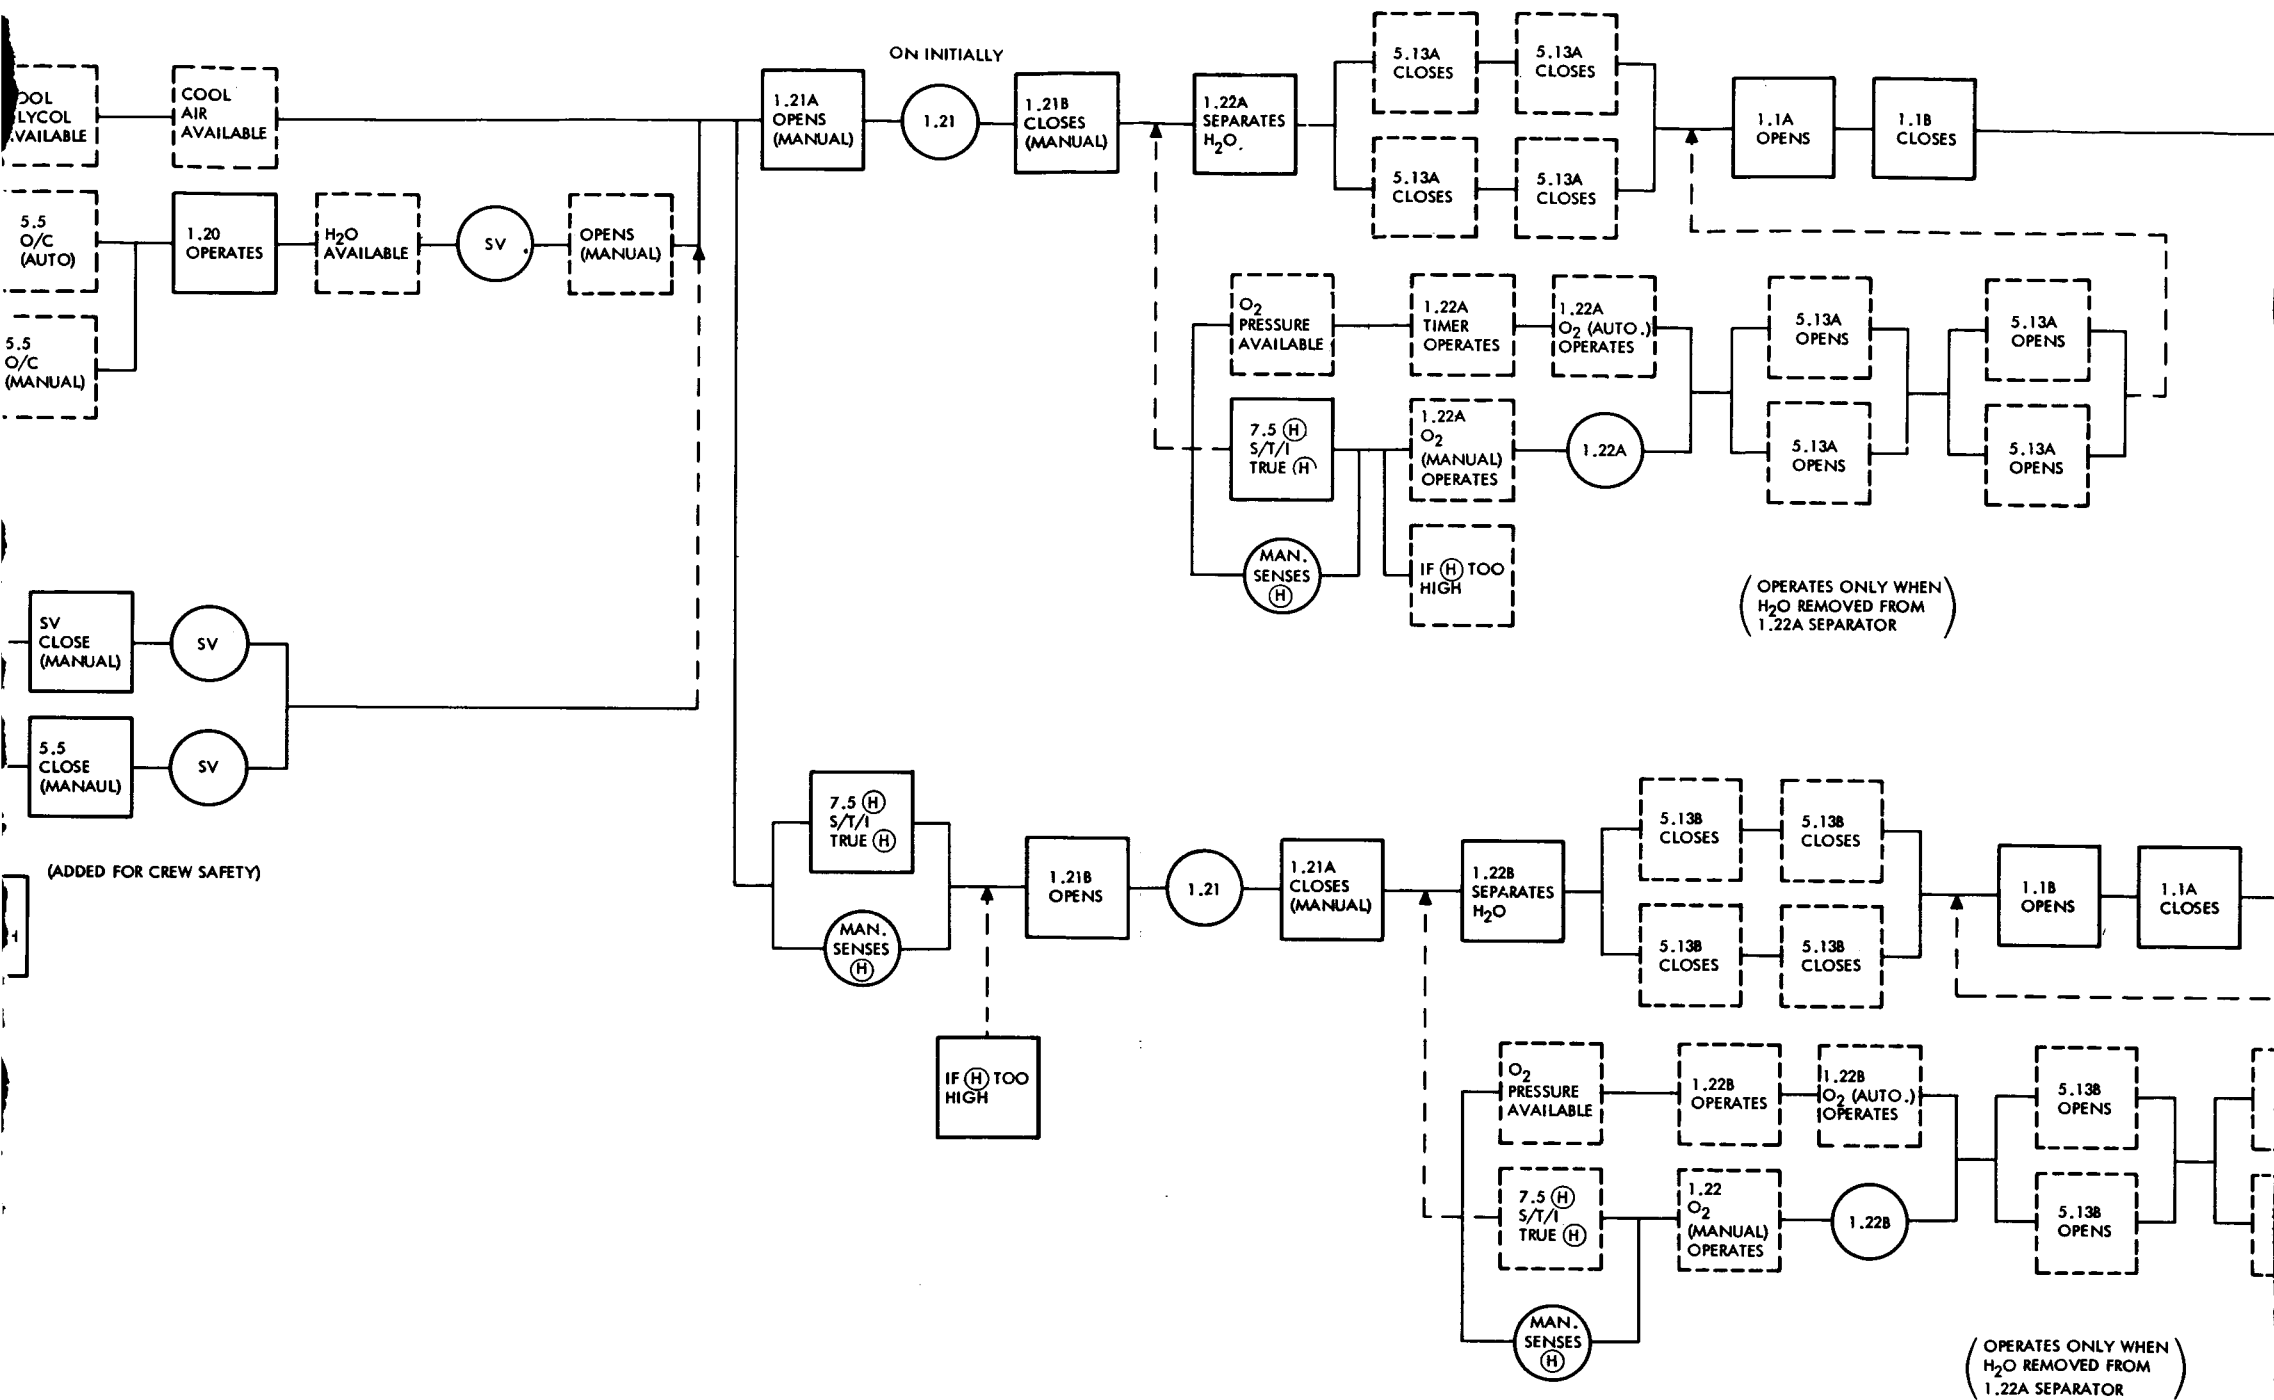 ON INITIALLY
COOL
AIR
AVAILABLE
1.21A
OPENS
(MANUAL)
1.21
1.21B
CLOSES
(MANUAL)
1.22A
SEPARATES
H2O.
5.13A
CLOSES
5.13A
CLOSES
5.13A
CLOSES
5.13A
CLOSES
1.1A
OPENS
1.1B
CLOSES
5.5
O/C
(AUTO)
1.20
OPERATES
H2O
AVAILABLE
SV
OPENS
(MANUAL)
5.5
O/C
(MANUAL)
O2
PRESSURE
AVAILABLE
1.22A
TIMER
OPERATES
1.22A
O2 (AUTO.)
OPERATES
5.13A
OPENS
5.13A
OPENS
7.5 H
S/T/I
TRUE H
1.22A
O2
(MANUAL)
OPERATES
1.22A
5.13A
OPENS
5.13A
OPENS
MAN.
SENSES
H
IF H TOO
HIGH
(OPERATES ONLY WHEN
H2O REMOVED FROM
1.22A SEPARATOR)
SV
CLOSE
(MANUAL)
SV
5.5
CLOSE
(MANAUL)
SV
(ADDED FOR CREW SAFETY)
7.5 H
S/T/I
TRUE H
MAN.
SENSES
H
IF H TOO
HIGH
1.21B
OPENS
1.21
1.21A
CLOSES
(MANUAL)
1.22B
SEPARATES
H2O
5.13B
CLOSES
5.13B
CLOSES
5.13B
CLOSES
5.13B
CLOSES
1.1B
OPENS
1.1A
CLOSES
O2
PRESSURE
AVAILABLE
1.22B
OPERATES
1.22B
O2 (AUTO.)
OPERATES
5.13B
OPENS
7.5 H
S/T/I
TRUE H
1.22
O2
(MANUAL)
OPERATES
1.22B
5.13B
OPENS
MAN.
SENSES
H
(OPERATES ONLY WHEN
H2O REMOVED FROM
1.22A SEPARATOR)